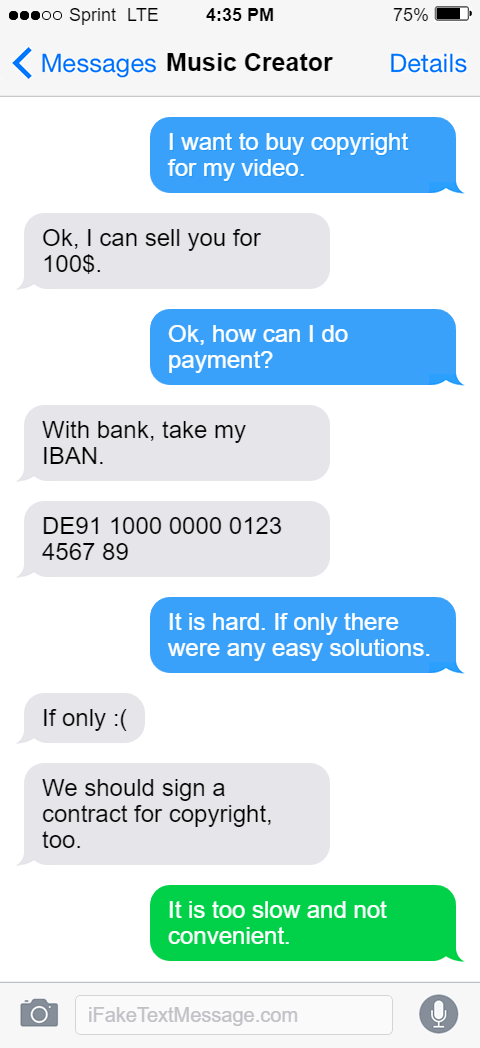 Sprint LTE 4:35 PM 75%
Messages Music Creator Details
I want to buy copyright
for my video.
Ok, I can sell you for
100$.
Ok, how can I do
payment?
With bank, take my
IBAN.
DE91 1000 0000 0123
4567 89
It is hard. If only there
were any easy solutions.
If only :(
We should sign a
contract for copyright,
too.
It is too slow and not
convenient.
iFakeTextMessage.com